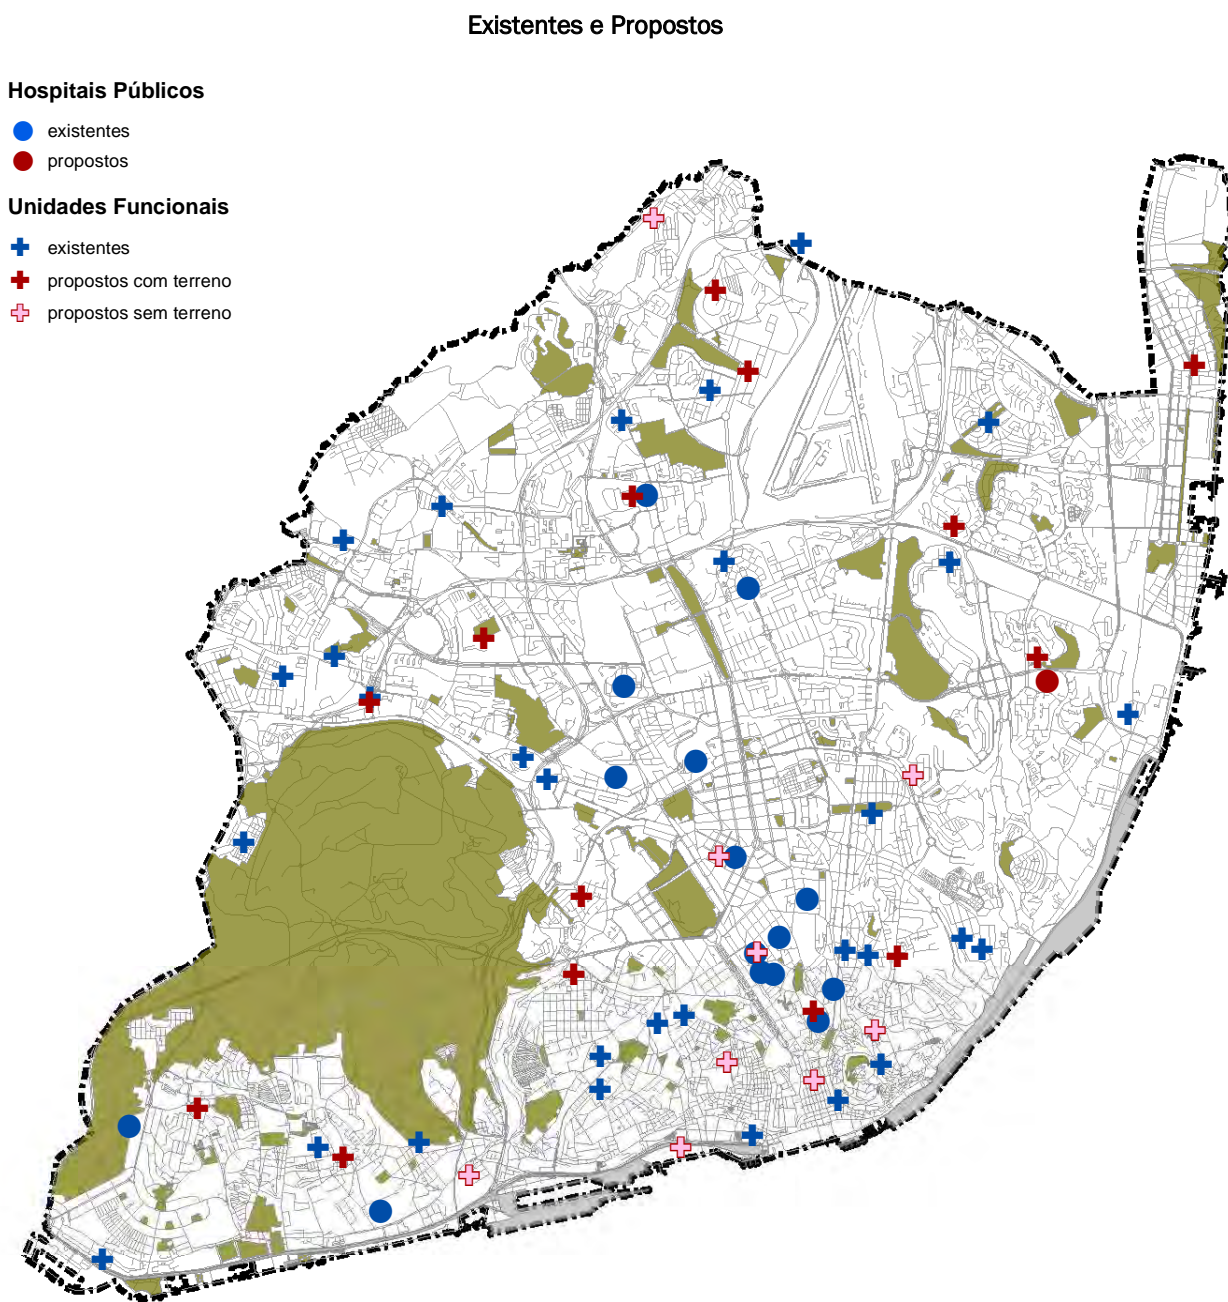 Existentes e Propostos
Hospitais Públicos
existentes
propostos
Unidades Funcionais
existentes
propostos com terreno
propostos sem terreno